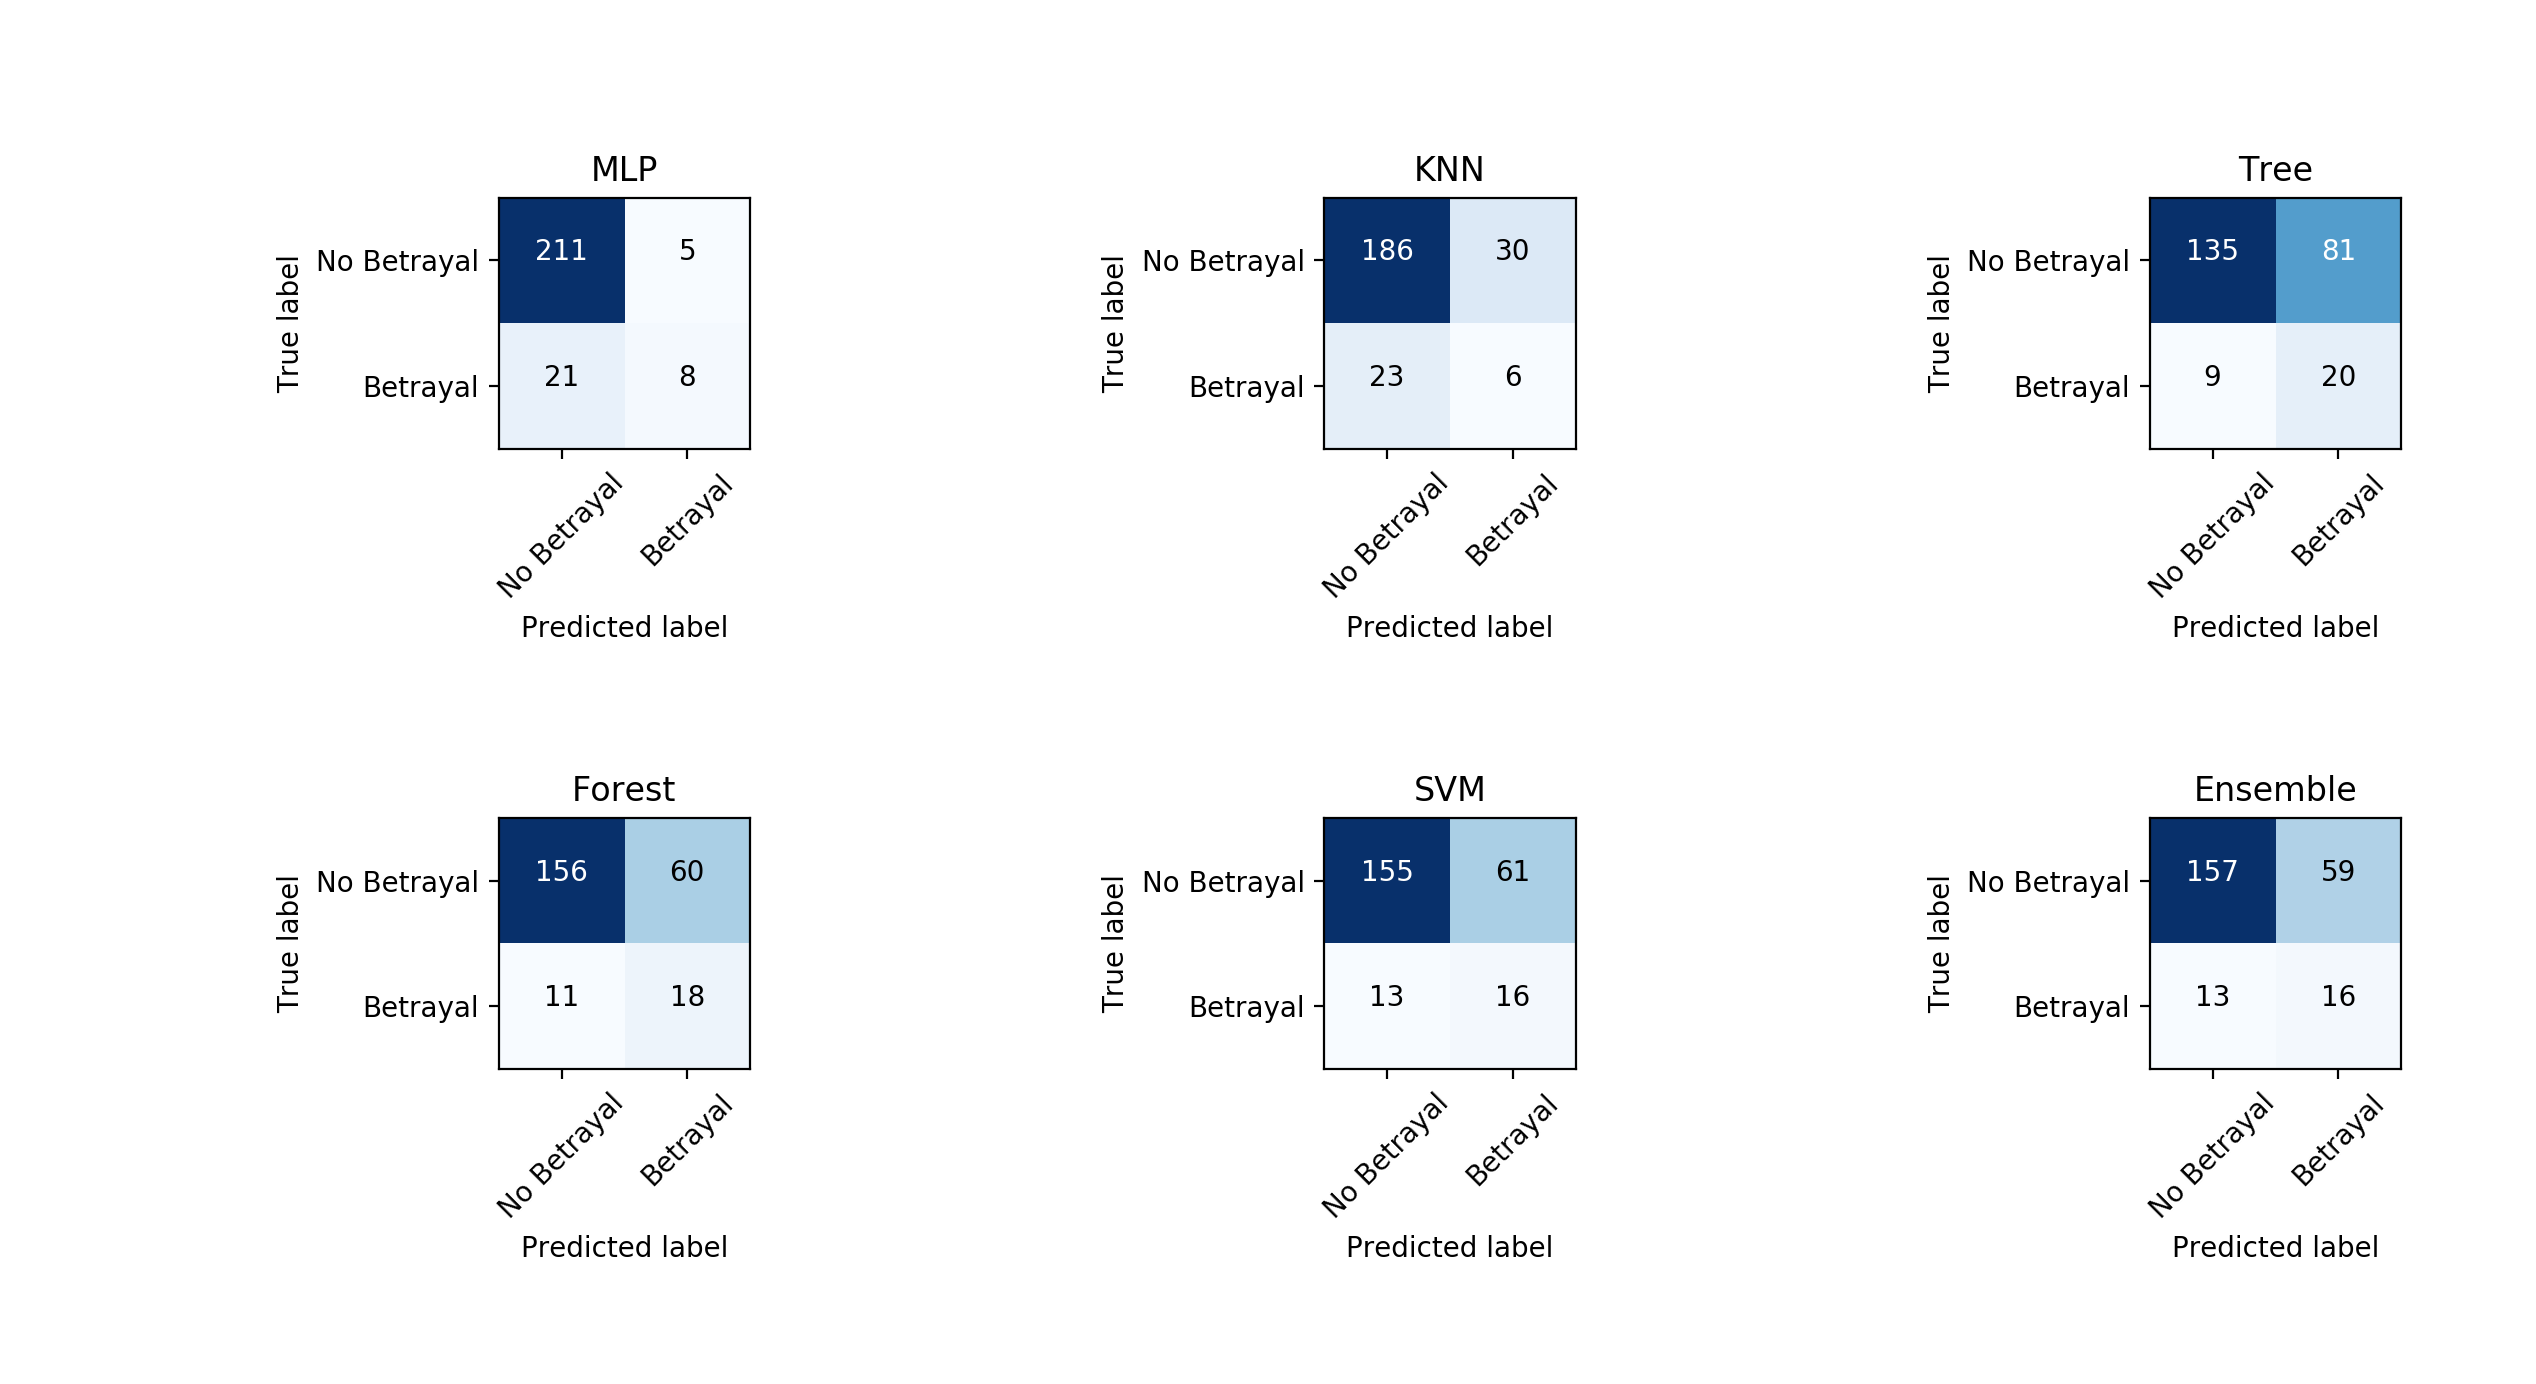 MLP
True label
No Betrayal
211
5
Betrayal
21
8
No Betrayal
Betrayal
Predicted label
KNN
True label
No Betrayal
186
30
Betrayal
23
6
No Betrayal
Betrayal
Predicted label
Tree
True label
No Betrayal
135
81
Betrayal
9
20
No Betrayal
Betrayal
Predicted label
Forest
True label
No Betrayal
156
60
Betrayal
11
18
No Betrayal
Betrayal
Predicted label
SVM
True label
No Betrayal
155
61
Betrayal
13
16
No Betrayal
Betrayal
Predicted label
Ensemble
True label
No Betrayal
157
59
Betrayal
13
16
No Betrayal
Betrayal
Predicted label